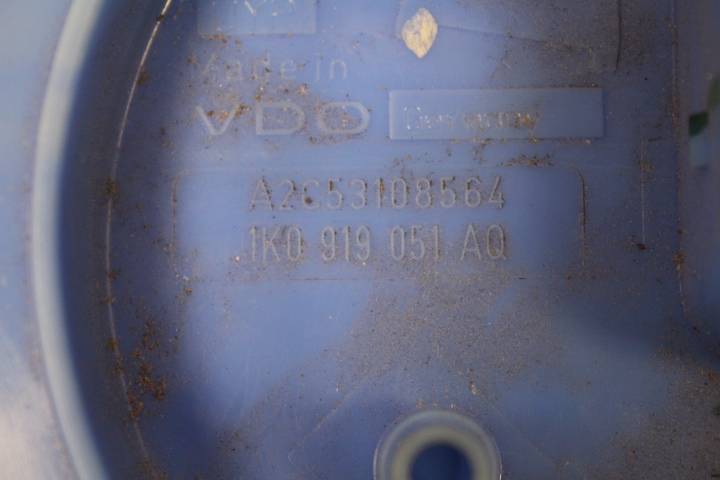 Made in
VDO
A2C53108564
1K0 919 051 AQ